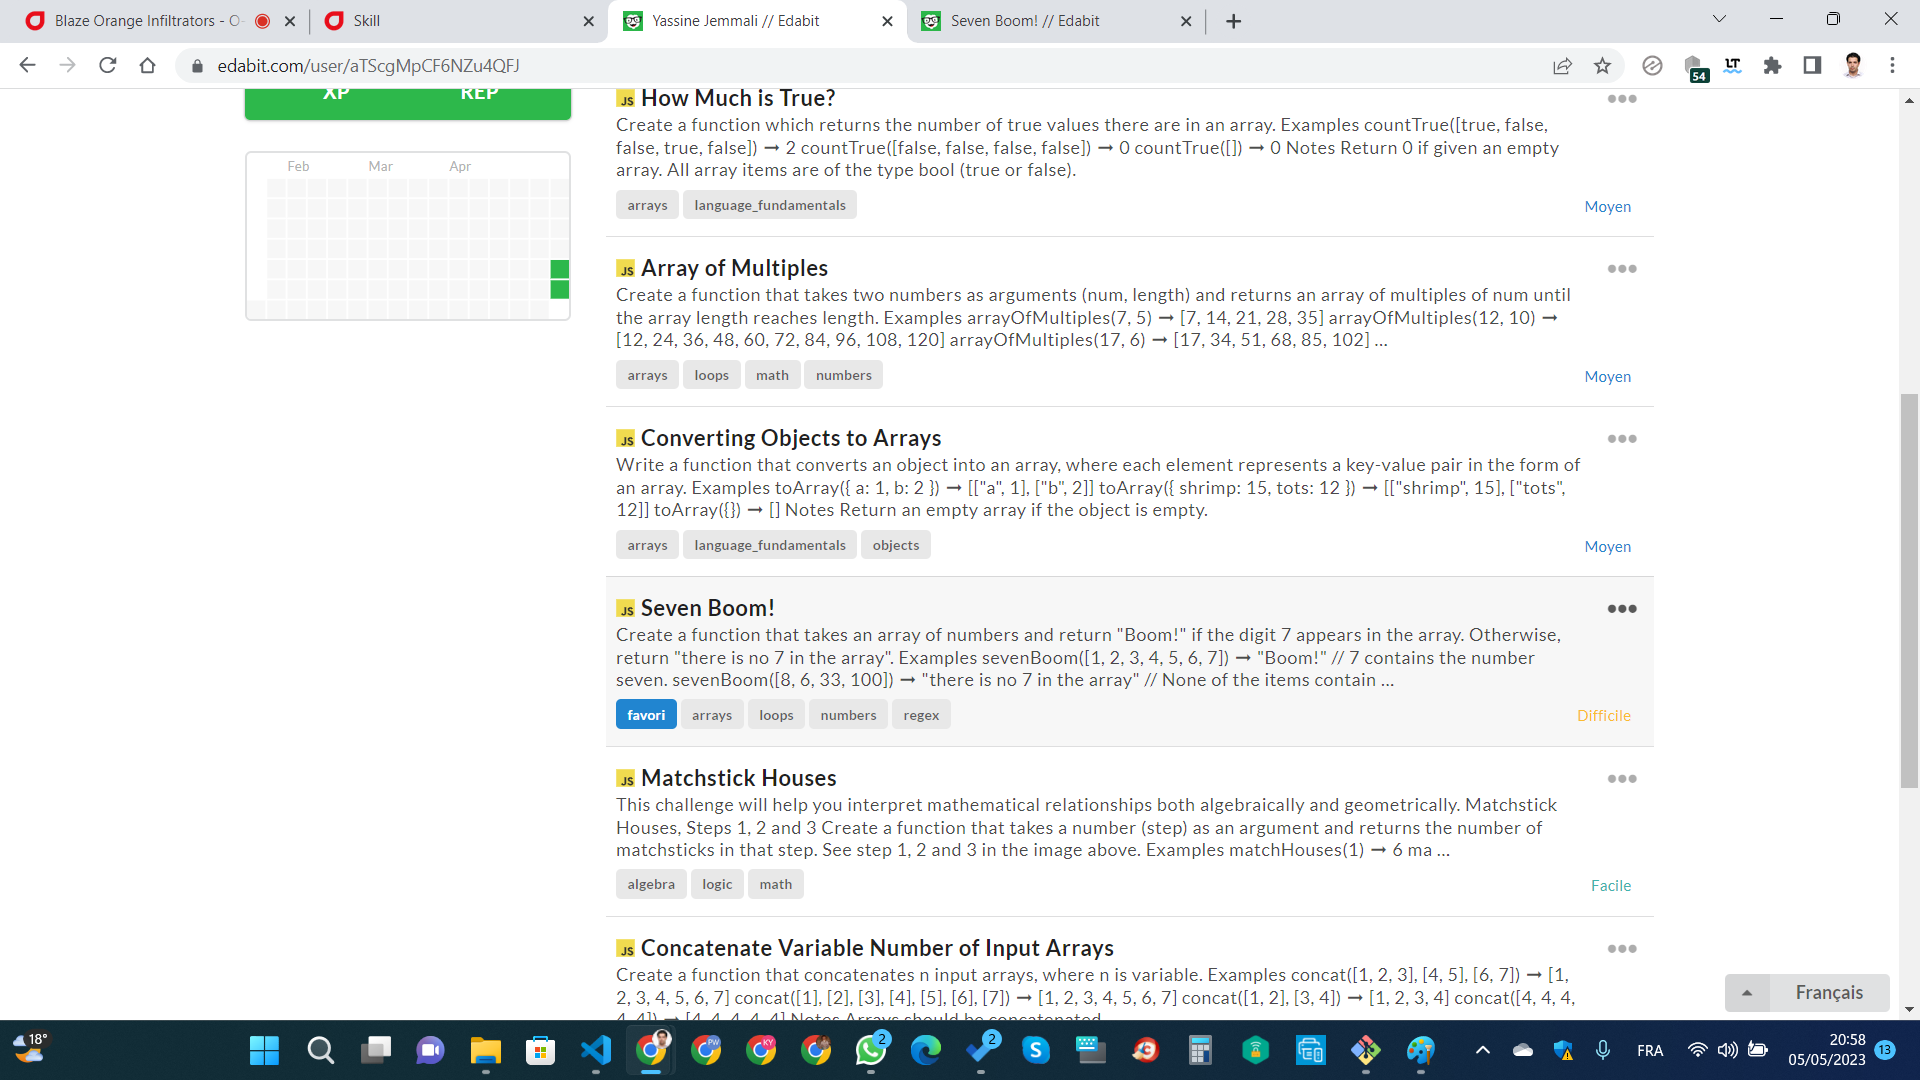 Blaze Orange Infiltrators - O-
Skill
Yassine Jemmali // Edabit
Seven Boom! // Edabit
edabit.com/user/aTScgMpCF6NZu4QFJ
54
LT
XP REP
Feb Mar Apr
JS How Much is True?
Create a function which returns the number of true values there are in an array. Examples countTrue([true, false,
false, true, false]) → 2 countTrue([false, false, false, false]) → 0 countTrue([]) → 0 Notes Return 0 if given an empty
array. All array items are of the type bool (true or false).
arrays language_fundamentals
Moyen
JS Array of Multiples
Create a function that takes two numbers as arguments (num, length) and returns an array of multiples of num until
the array length reaches length. Examples arrayOfMultiples(7, 5) → [7, 14, 21, 28, 35] arrayOfMultiples(12, 10) →
[12, 24, 36, 48, 60, 72, 84, 96, 108, 120] arrayOfMultiples(17, 6) → [17, 34, 51, 68, 85, 102] ...
arrays loops math numbers
Moyen
JS Converting Objects to Arrays
Write a function that converts an object into an array, where each element represents a key-value pair in the form of
an array. Examples toArray({ a: 1, b: 2 }) → [["a", 1], ["b", 2]] toArray({ shrimp: 15, tots: 12 }) → [["shrimp", 15], ["tots",
12]] toArray({}) → [] Notes Return an empty array if the object is empty.
arrays language_fundamentals objects
Moyen
JS Seven Boom!
Create a function that takes an array of numbers and return "Boom!" if the digit 7 appears in the array. Otherwise,
return "there is no 7 in the array". Examples sevenBoom([1, 2, 3, 4, 5, 6, 7]) → "Boom!" // 7 contains the number
seven. sevenBoom([8, 6, 33, 100]) → "there is no 7 in the array" // None of the items contain ...
favori arrays loops numbers regex
Difficile
JS Matchstick Houses
This challenge will help you interpret mathematical relationships both algebraically and geometrically. Matchstick
Houses, Steps 1, 2 and 3 Create a function that takes a number (step) as an argument and returns the number of
matchsticks in that step. See step 1, 2 and 3 in the image above. Examples matchHouses(1) → 6 ma ...
algebra logic math
Facile
JS Concatenate Variable Number of Input Arrays
Create a function that concatenates n input arrays, where n is variable. Examples concat([1, 2, 3], [4, 5], [6, 7]) → [1,
2, 3, 4, 5, 6, 7] concat([1], [2], [3], [4], [5], [6], [7]) → [1, 2, 3, 4, 5, 6, 7] concat([1, 2], [3, 4]) → [1, 2, 3, 4] concat([4, 4, 4,
4, 4]) → [4, 4, 4, 4, 4] Notes Arrays should be concatenated
Français
18°
PW
KY
2
2
S
FRA
20:58
05/05/2023
13